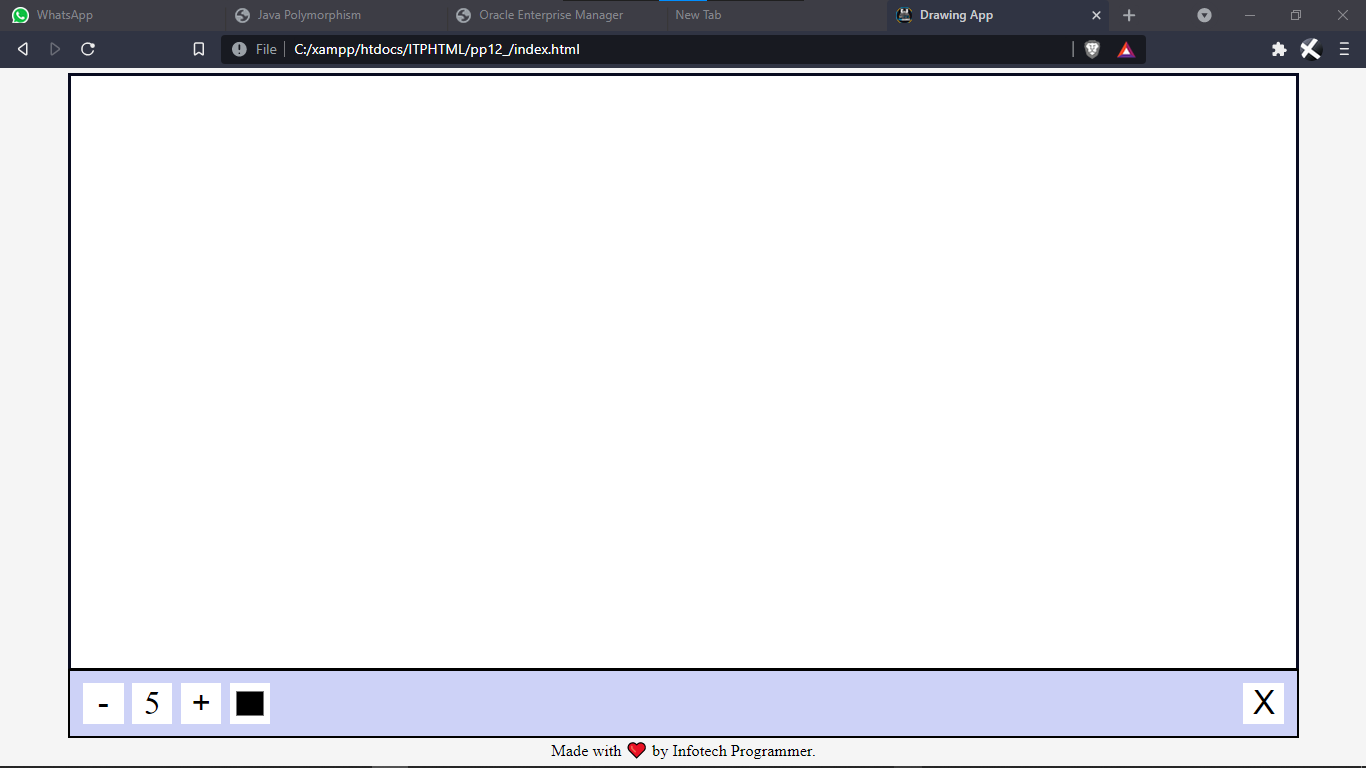 WhatsApp Java Polymorphism Oracle Enterprise Manager New Tab Drawing App
File C:/xampp/htdocs/ITPHTML/pp12_/index.html
- 5 + X
Made with ❤ by Infotech Programmer.